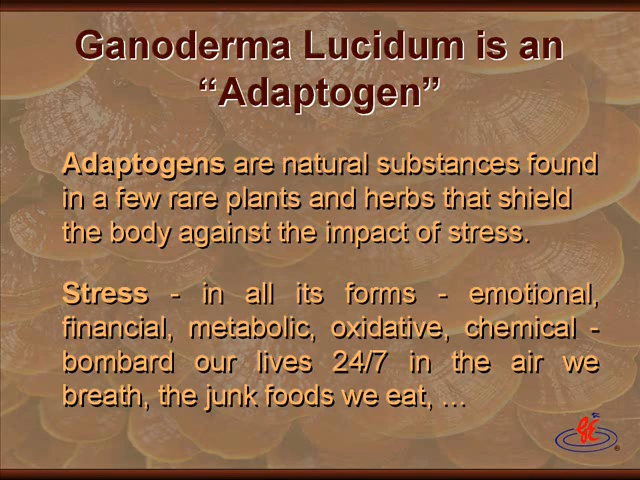 Ganoderma Lucidum is an
“Adaptogen”
Adaptogens are natural substances found
in a few rare plants and herbs that shield
the body against the impact of stress.
Stress - in all its forms - emotional,
financial, metabolic, oxidative, chemical -
bombard our lives 24/7 in the air we
breath, the junk foods we eat, ...
®